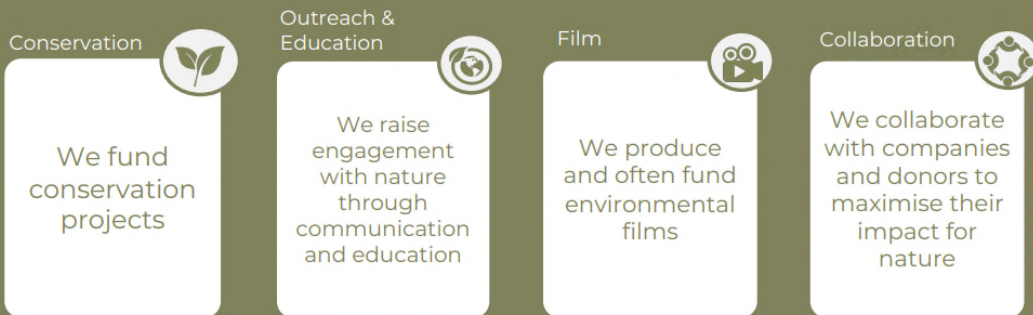 Conservation
We fund
conservation
projects
Outreach &
Education
We raise
engagement
with nature
through
communication
and education
Film
We produce
and often fund
environmental
films
Collaboration
We collaborate
with companies
and donors to
maximise their
impact for
nature